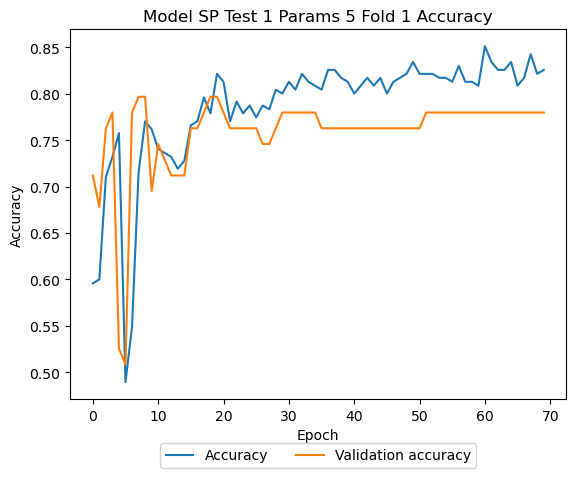 Model SP Test 1 Params 5 Fold 1 Accuracy
0.85
0.80
0.75
0.70
0.65
0.60
0.55
0.50
Accuracy
0 10 20 30 40 50 60 70
Epoch
Accuracy Validation accuracy